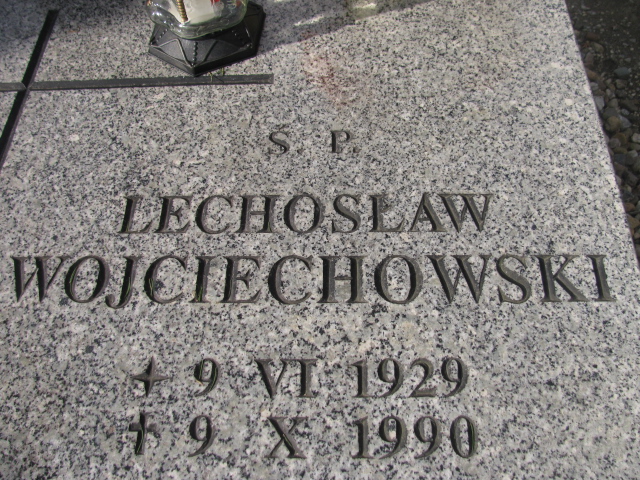 S P.
LECHOSŁAW
WOJCIECHOWSKI
9 VI 1929
✝ 9 X 1990